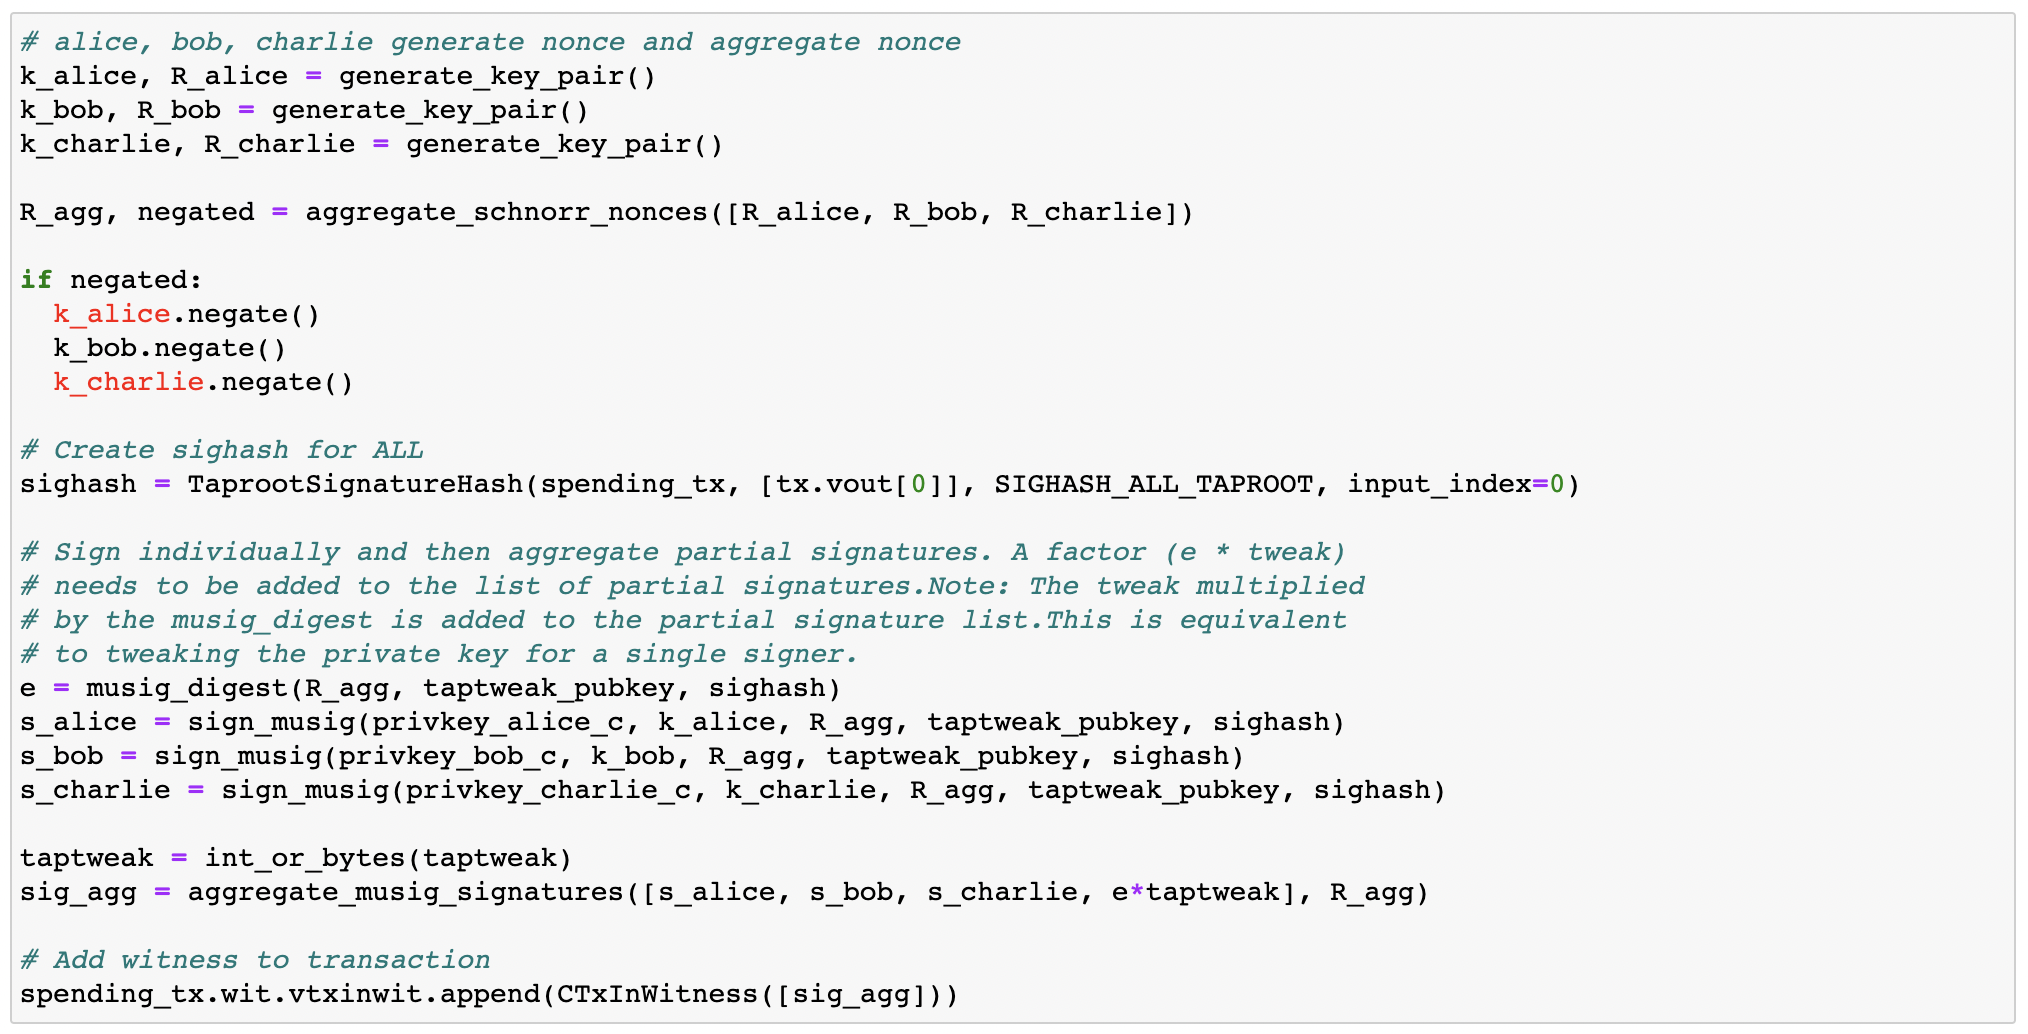 # alice, bob, charlie generate nonce and aggregate nonce
k_alice, R_alice = generate_key_pair()
k_bob, R_bob = generate_key_pair()
k_charlie, R_charlie = generate_key_pair()

R_agg, negated = aggregate_schnorr_nonces([R_alice, R_bob, R_charlie])

if negated:
  k_alice.negate()
  k_bob.negate()
  k_charlie.negate()

# Create sighash for ALL
sighash = TaprootSignatureHash(spending_tx, [tx.vout[0]], SIGHASH_ALL_TAPROOT, input_index=0)

# Sign individually and then aggregate partial signatures. A factor (e * tweak)
# needs to be added to the list of partial signatures.Note: The tweak multiplied
# by the musig_digest is added to the partial signature list.This is equivalent
# to tweaking the private key for a single signer.
e = musig_digest(R_agg, taptweak_pubkey, sighash)
s_alice = sign_musig(privkey_alice_c, k_alice, R_agg, taptweak_pubkey, sighash)
s_bob = sign_musig(privkey_bob_c, k_bob, R_agg, taptweak_pubkey, sighash)
s_charlie = sign_musig(privkey_charlie_c, k_charlie, R_agg, taptweak_pubkey, sighash)

taptweak = int_or_bytes(taptweak)
sig_agg = aggregate_musig_signatures([s_alice, s_bob, s_charlie, e*taptweak], R_agg)

# Add witness to transaction
spending_tx.wit.vtxinwit.append(CTxInWitness([sig_agg]))